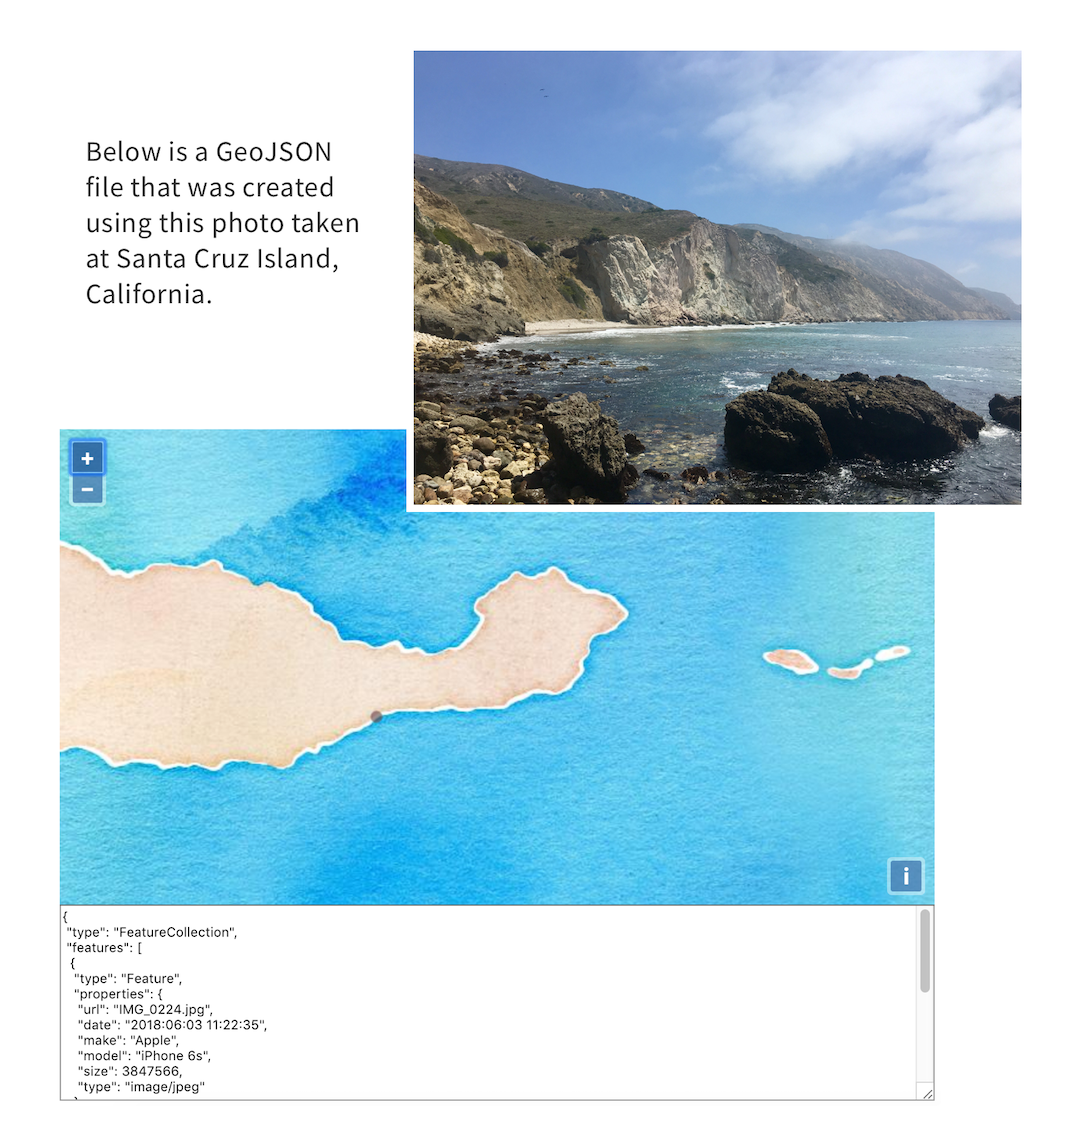 Below is a GeoJSON
file that was created
using this photo taken
at Santa Cruz Island,
California.
+
−
i
{
"type": "FeatureCollection",
"features": [
{
"type": "Feature",
"properties": {
"url": "IMG_0224.jpg",
"date": "2018:06:03 11:22:35",
"make": "Apple",
"model": "iPhone 6s",
"size": 3847566,
"type": "image/jpeg"